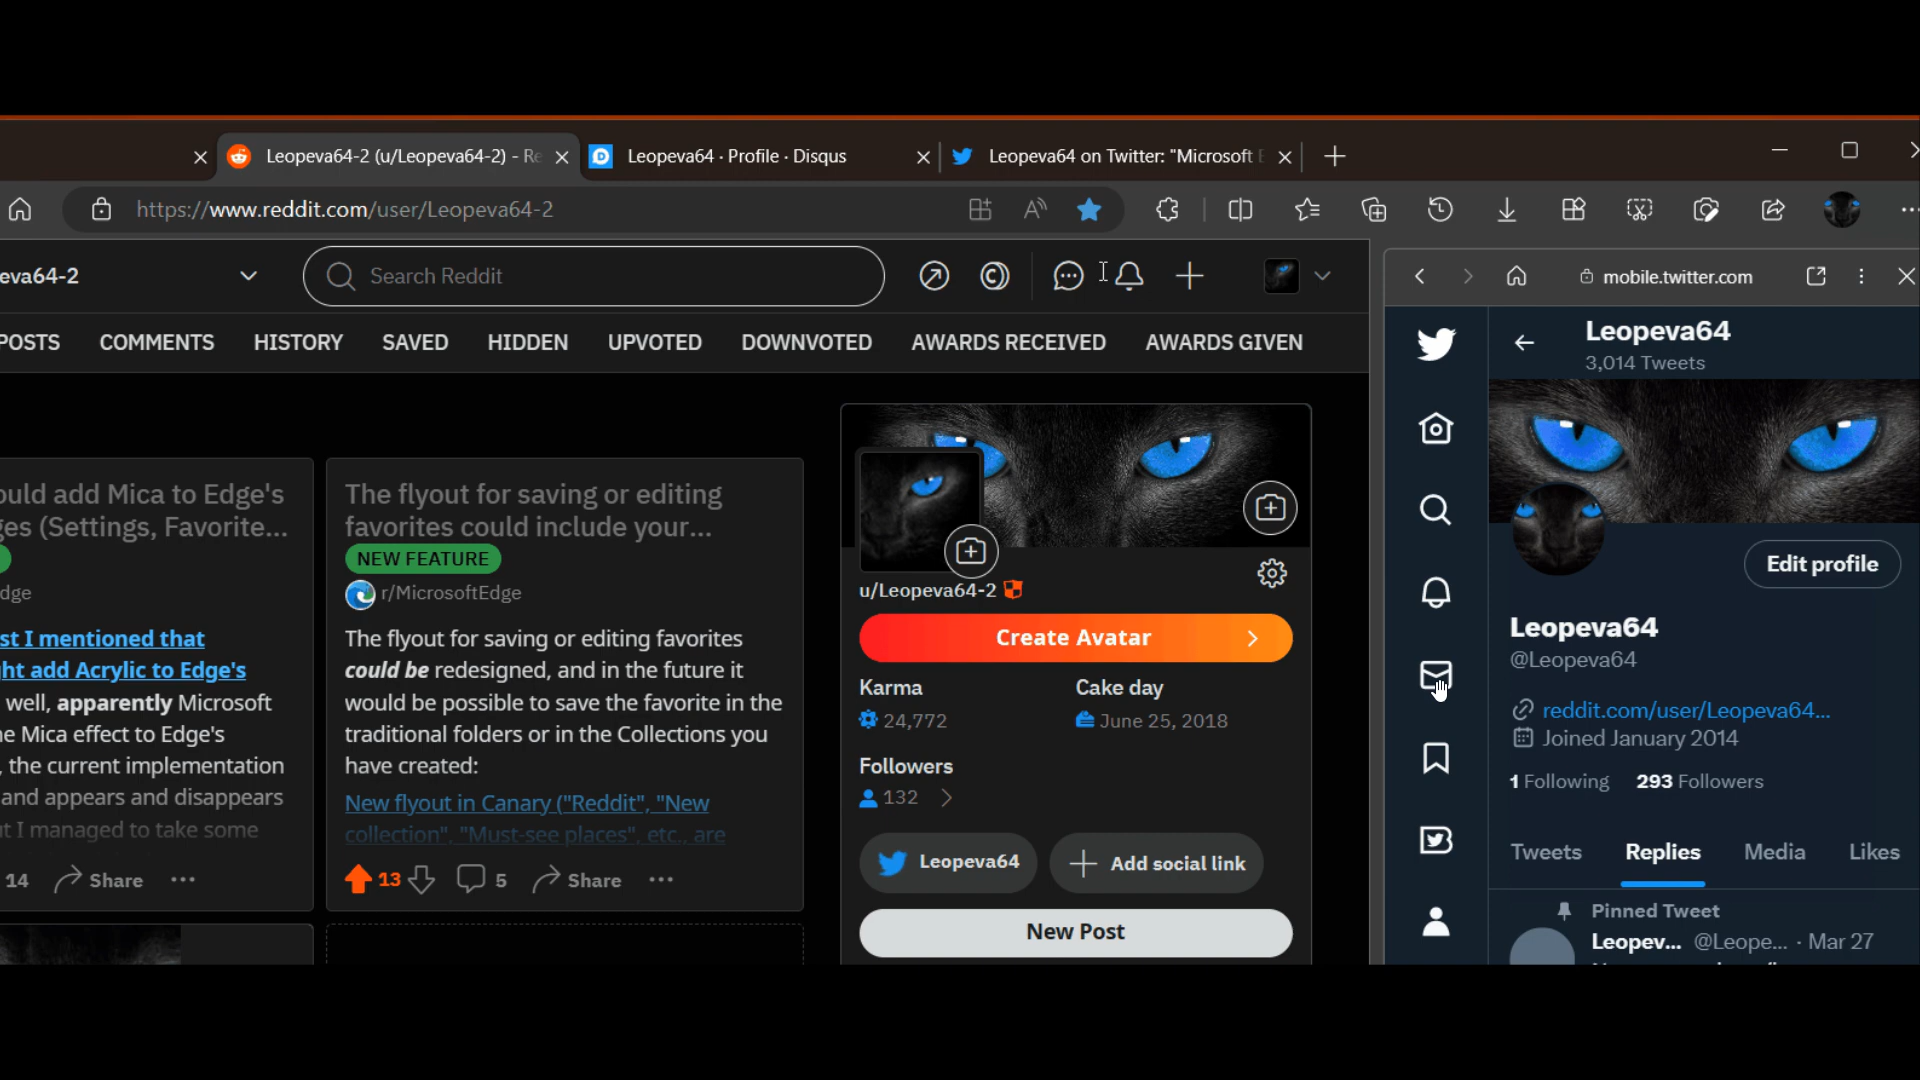 Leopeva64-2 (u/Leopeva64-2) - Re
Leopeva64 · Profile · Disqus
Leopeva64 on Twitter: "Microsoft E
https://www.reddit.com/user/Leopeva64-2
eva64-2
Search Reddit
mobile.twitter.com
POSTS COMMENTS HISTORY SAVED HIDDEN UPVOTED DOWNVOTED AWARDS RECEIVED AWARDS GIVEN
ould add Mica to Edge's
ges (Settings, Favorite...
dge
st I mentioned that
ght add Acrylic to Edge's
well, apparently Microsoft
e Mica effect to Edge's
, the current implementation
and appears and disappears
t I managed to take some
14 Share ...
The flyout for saving or editing
favorites could include your...
NEW FEATURE
r/MicrosoftEdge
The flyout for saving or editing favorites
could be redesigned, and in the future it
would be possible to save the favorite in the
traditional folders or in the Collections you
have created:
New flyout in Canary ("Reddit", "New
collection", "Must-see places", etc., are
13 5 Share ...
u/Leopeva64-2
Create Avatar
Karma Cake day
24,772 June 25, 2018
Followers
132
Leopeva64 Add social link
New Post
Leopeva64
3,014 Tweets
Edit profile
Leopeva64
@Leopeva64
reddit.com/user/Leopeva64...
Joined January 2014
1 Following 293 Followers
Tweets Replies Media Likes
Pinned Tweet
Leopev... @Leope... · Mar 27